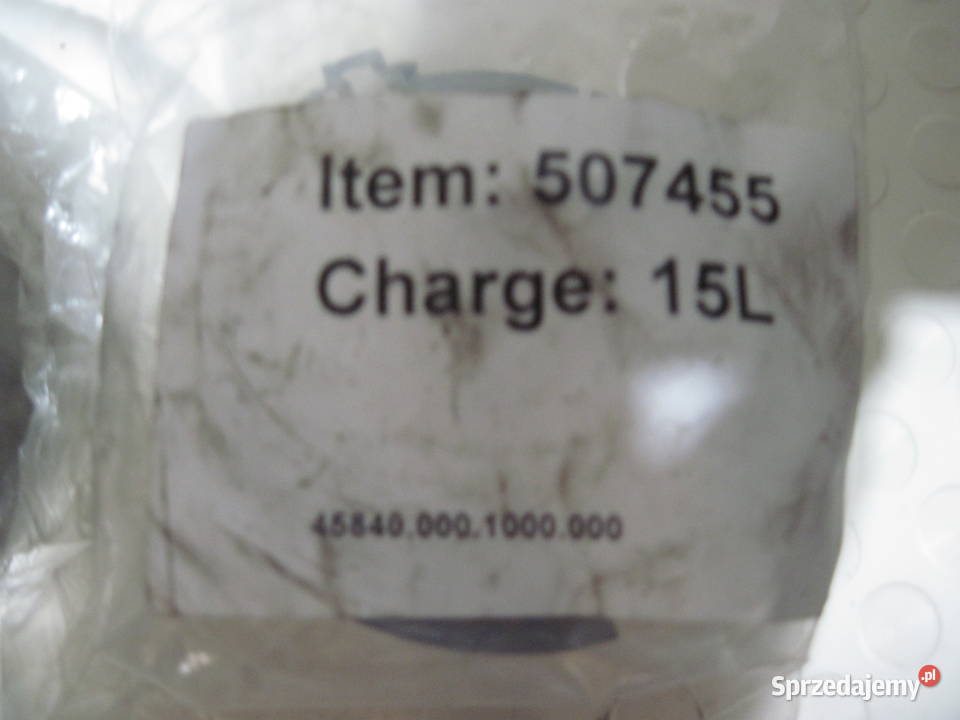 Item: 507455
Charge: 15L
45840.000.1000.000
Sprzedajemy.pl